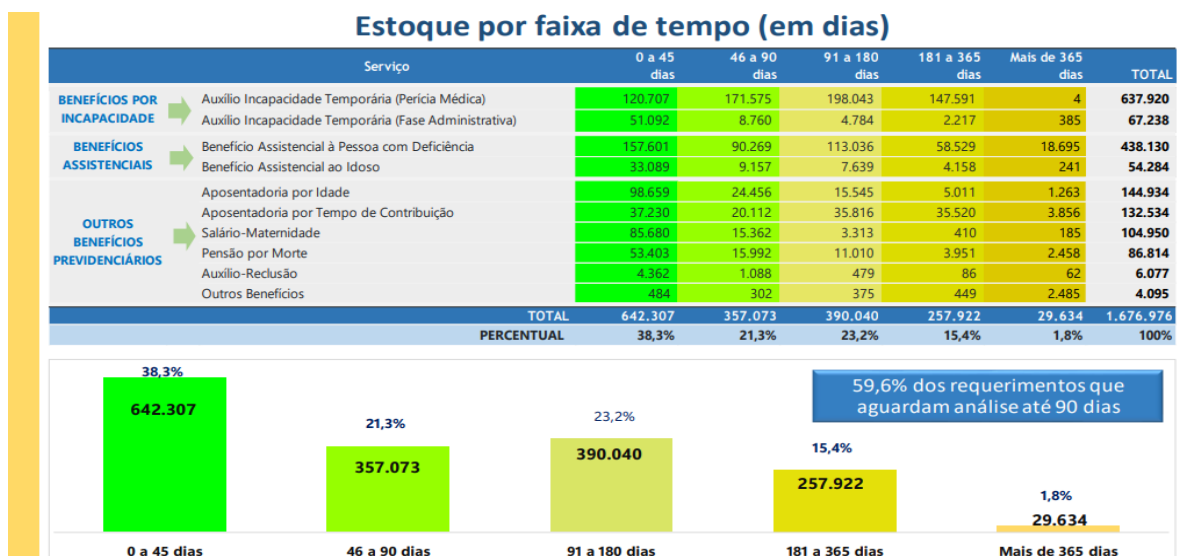 Estoque por faixa de tempo (em dias)
Serviço 0 a 45 dias 46 a 90 dias 91 a 180 dias 181 a 365 dias Mais de 365 dias TOTAL
BENEFÍCIOS POR INCAPACIDADE
Auxílio Incapacidade Temporária (Perícia Médica) 120.707 171.575 198.043 147.591 4 637.920
Auxílio Incapacidade Temporária (Fase Administrativa) 51.092 8.760 4.784 2.217 385 67.238
BENEFÍCIOS ASSISTENCIAIS
Benefício Assistencial à Pessoa com Deficiência 157.601 90.269 113.036 58.529 18.695 438.130
Benefício Assistencial ao Idoso 33.089 9.157 7.639 4.158 241 54.284
OUTROS BENEFÍCIOS PREVIDENCIÁRIOS
Aposentadoria por Idade 98.659 24.456 15.545 5.011 1.263 144.934
Aposentadoria por Tempo de Contribuição 37.230 20.112 35.816 35.520 3.856 132.534
Salário-Maternidade 85.680 15.362 3.313 410 185 104.950
Pensão por Morte 53.403 15.992 11.010 3.951 2.458 86.814
Auxílio-Reclusão 4.362 1.088 479 86 62 6.077
Outros Benefícios 484 302 375 449 2.485 4.095
TOTAL 642.307 357.073 390.040 257.922 29.634 1.676.976
PERCENTUAL 38,3% 21,3% 23,2% 15,4% 1,8% 100%
59,6% dos requerimentos que
aguardam análise até 90 dias
38,3% 21,3% 23,2% 15,4% 1,8%
642.307 357.073 390.040 257.922 29.634
0 a 45 dias 46 a 90 dias 91 a 180 dias 181 a 365 dias Mais de 365 dias